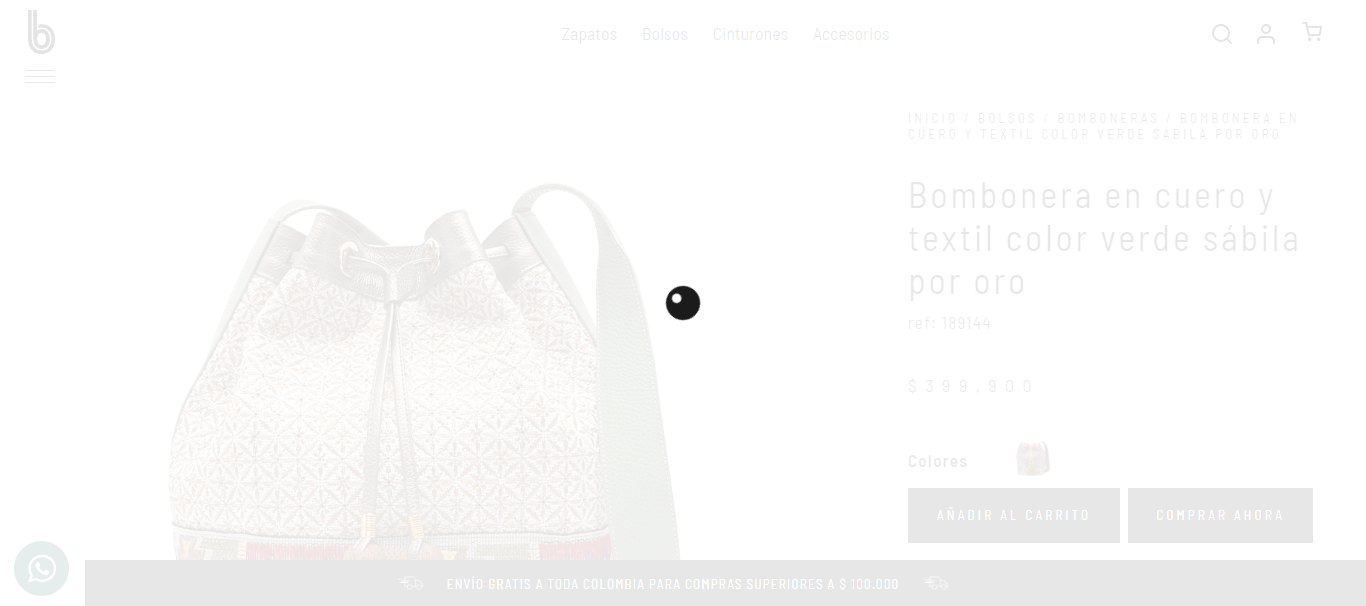 Zapatos Bolsos Cinturones Accesorios
INICIO / BOLSOS / BOMBONERAS / BOMBONERA EN
CUERO Y TEXTIL COLOR VERDE SÁBILA POR ORO
Bombonera en cuero y
textil color verde sábila
por oro
ref: 189144
$399.900
Colores
AÑADIR AL CARRITO COMPRAR AHORA
ENVÍO GRATIS A TODA COLOMBIA PARA COMPRAS SUPERIORES A $ 100.000